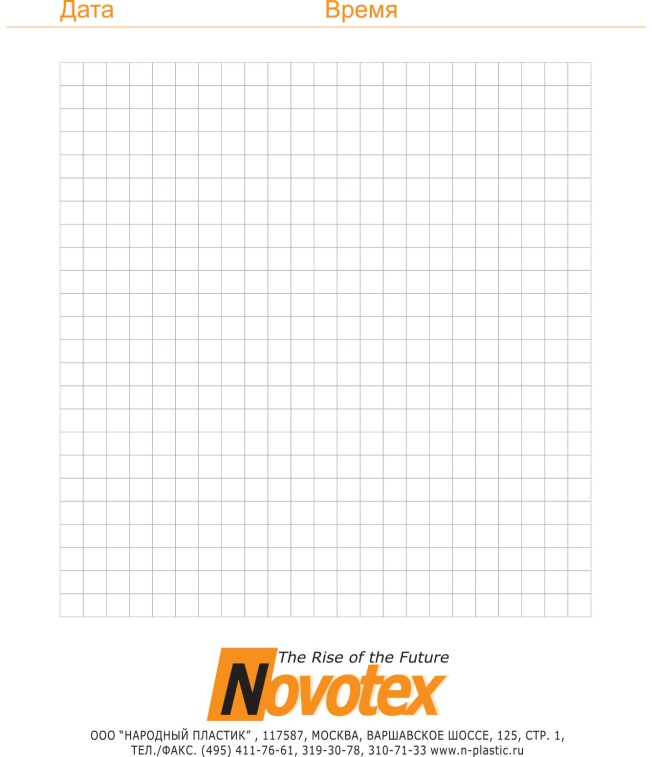 Дата Время
The Rise of the Future
Novotex
ООО “НАРОДНЫЙ ПЛАСТИК” , 117587, МОСКВА, ВАРШАВСКОЕ ШОССЕ, 125, СТР. 1,
ТЕЛ./ФАКС. (495) 411-76-61, 319-30-78, 310-71-33 www.n-plastic.ru